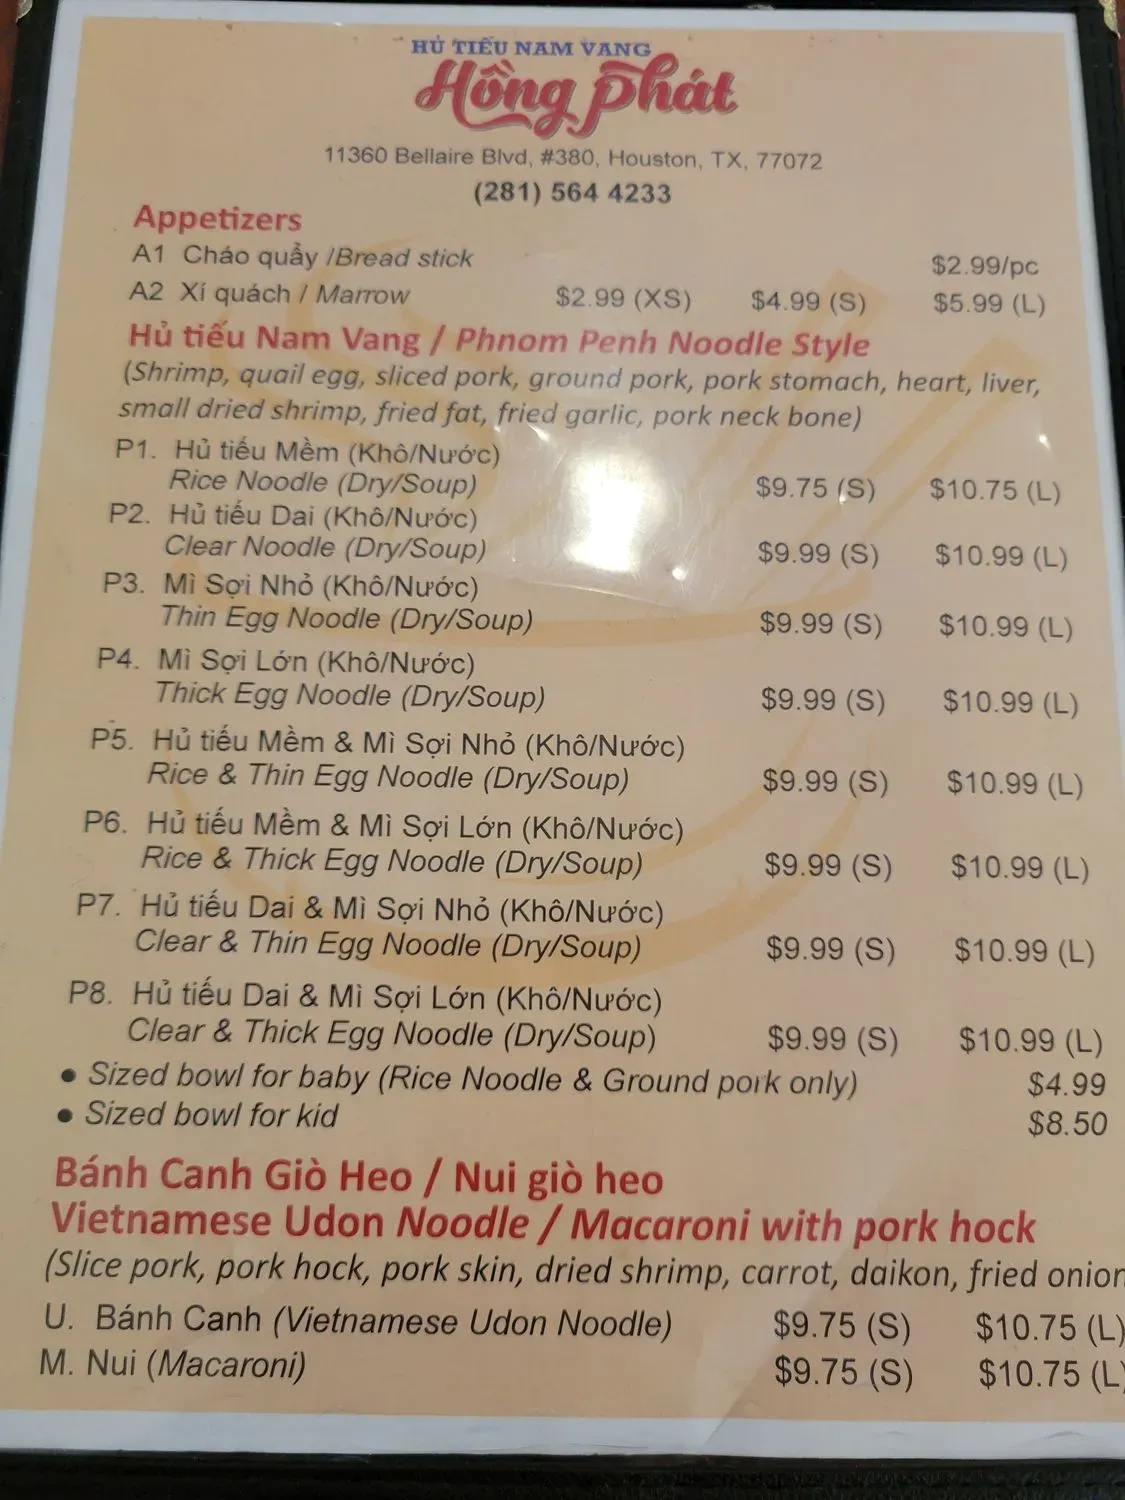 HỦ TIẾU NAM VANG
Hồng Phát
11360 Bellaire Blvd, #380, Houston, TX, 77072
(281) 564 4233
Appetizers
A1 Cháo quẩy /Bread stick $2.99/pc
A2 Xí quách / Marrow $2.99 (XS) $4.99 (S) $5.99 (L)
Hủ tiếu Nam Vang / Phnom Penh Noodle Style
(Shrimp, quail egg, sliced pork, ground pork, pork stomach, heart, liver,
small dried shrimp, fried fat, fried garlic, pork neck bone)
P1. Hủ tiếu Mềm (Khô/Nước)
Rice Noodle (Dry/Soup) $9.75 (S) $10.75 (L)
P2. Hủ tiếu Dai (Khô/Nước)
Clear Noodle (Dry/Soup) $9.99 (S) $10.99 (L)
P3. Mì Sợi Nhỏ (Khô/Nước)
Thin Egg Noodle (Dry/Soup) $9.99 (S) $10.99 (L)
P4. Mì Sợi Lớn (Khô/Nước)
Thick Egg Noodle (Dry/Soup) $9.99 (S) $10.99 (L)
P5. Hủ tiếu Mềm & Mì Sợi Nhỏ (Khô/Nước)
Rice & Thin Egg Noodle (Dry/Soup) $9.99 (S) $10.99 (L)
P6. Hủ tiếu Mềm & Mì Sợi Lớn (Khô/Nước)
Rice & Thick Egg Noodle (Dry/Soup) $9.99 (S) $10.99 (L)
P7. Hủ tiếu Dai & Mì Sợi Nhỏ (Khô/Nước)
Clear & Thin Egg Noodle (Dry/Soup) $9.99 (S) $10.99 (L)
P8. Hủ tiếu Dai & Mì Sợi Lớn (Khô/Nước)
Clear & Thick Egg Noodle (Dry/Soup) $9.99 (S) $10.99 (L)
• Sized bowl for baby (Rice Noodle & Ground pork only) $4.99
• Sized bowl for kid $8.50
Bánh Canh Giò Heo / Nui giò heo
Vietnamese Udon Noodle / Macaroni with pork hock
(Slice pork, pork hock, pork skin, dried shrimp, carrot, daikon, fried onion
U. Bánh Canh (Vietnamese Udon Noodle) $9.75 (S) $10.75 (L)
M. Nui (Macaroni) $9.75 (S) $10.75 (L